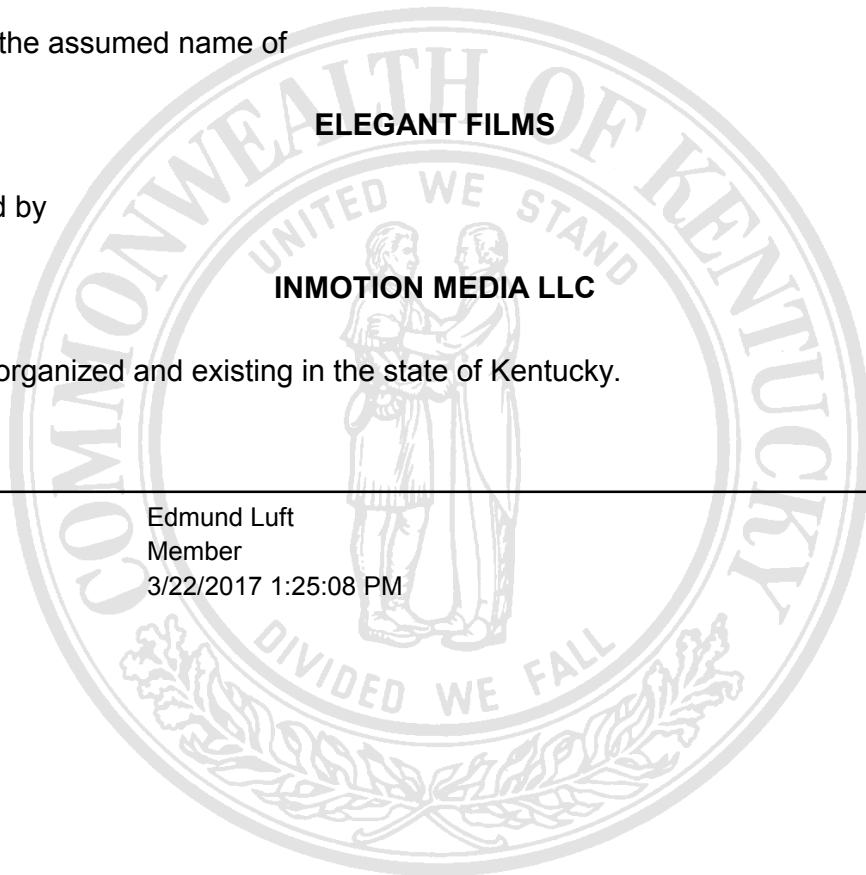 the assumed name of
ELEGANT FILMS
d by
INMOTION MEDIA LLC
organized and existing in the state of Kentucky.
Edmund Luft
Member
3/22/2017 1:25:08 PM
COMMONWEALTH OF KENTUCKY
UNITED WE STAND
DIVIDED WE FALL